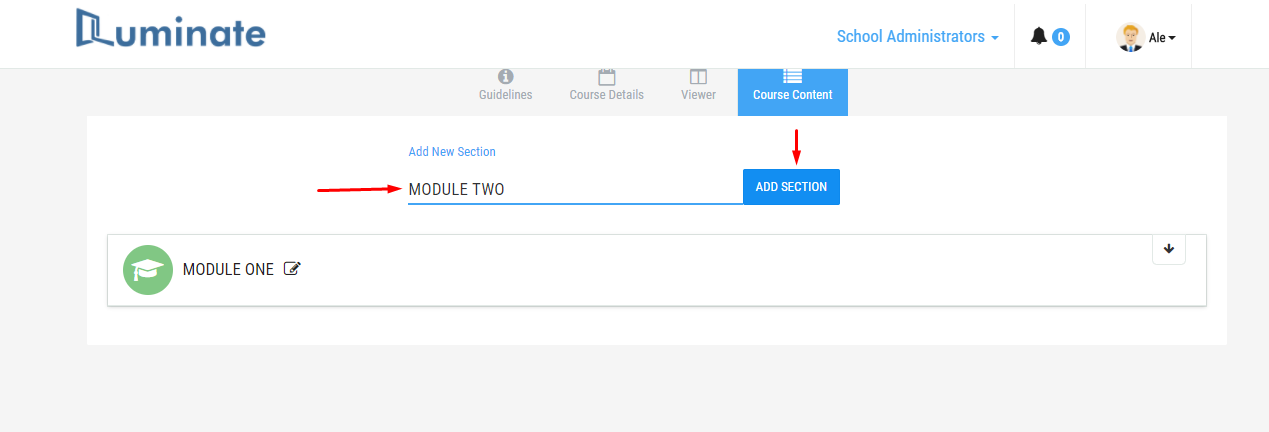 Luminate
School Administrators
0
Ale
Guidelines
Course Details
Viewer
Course Content
Add New Section
MODULE TWO
ADD SECTION
MODULE ONE